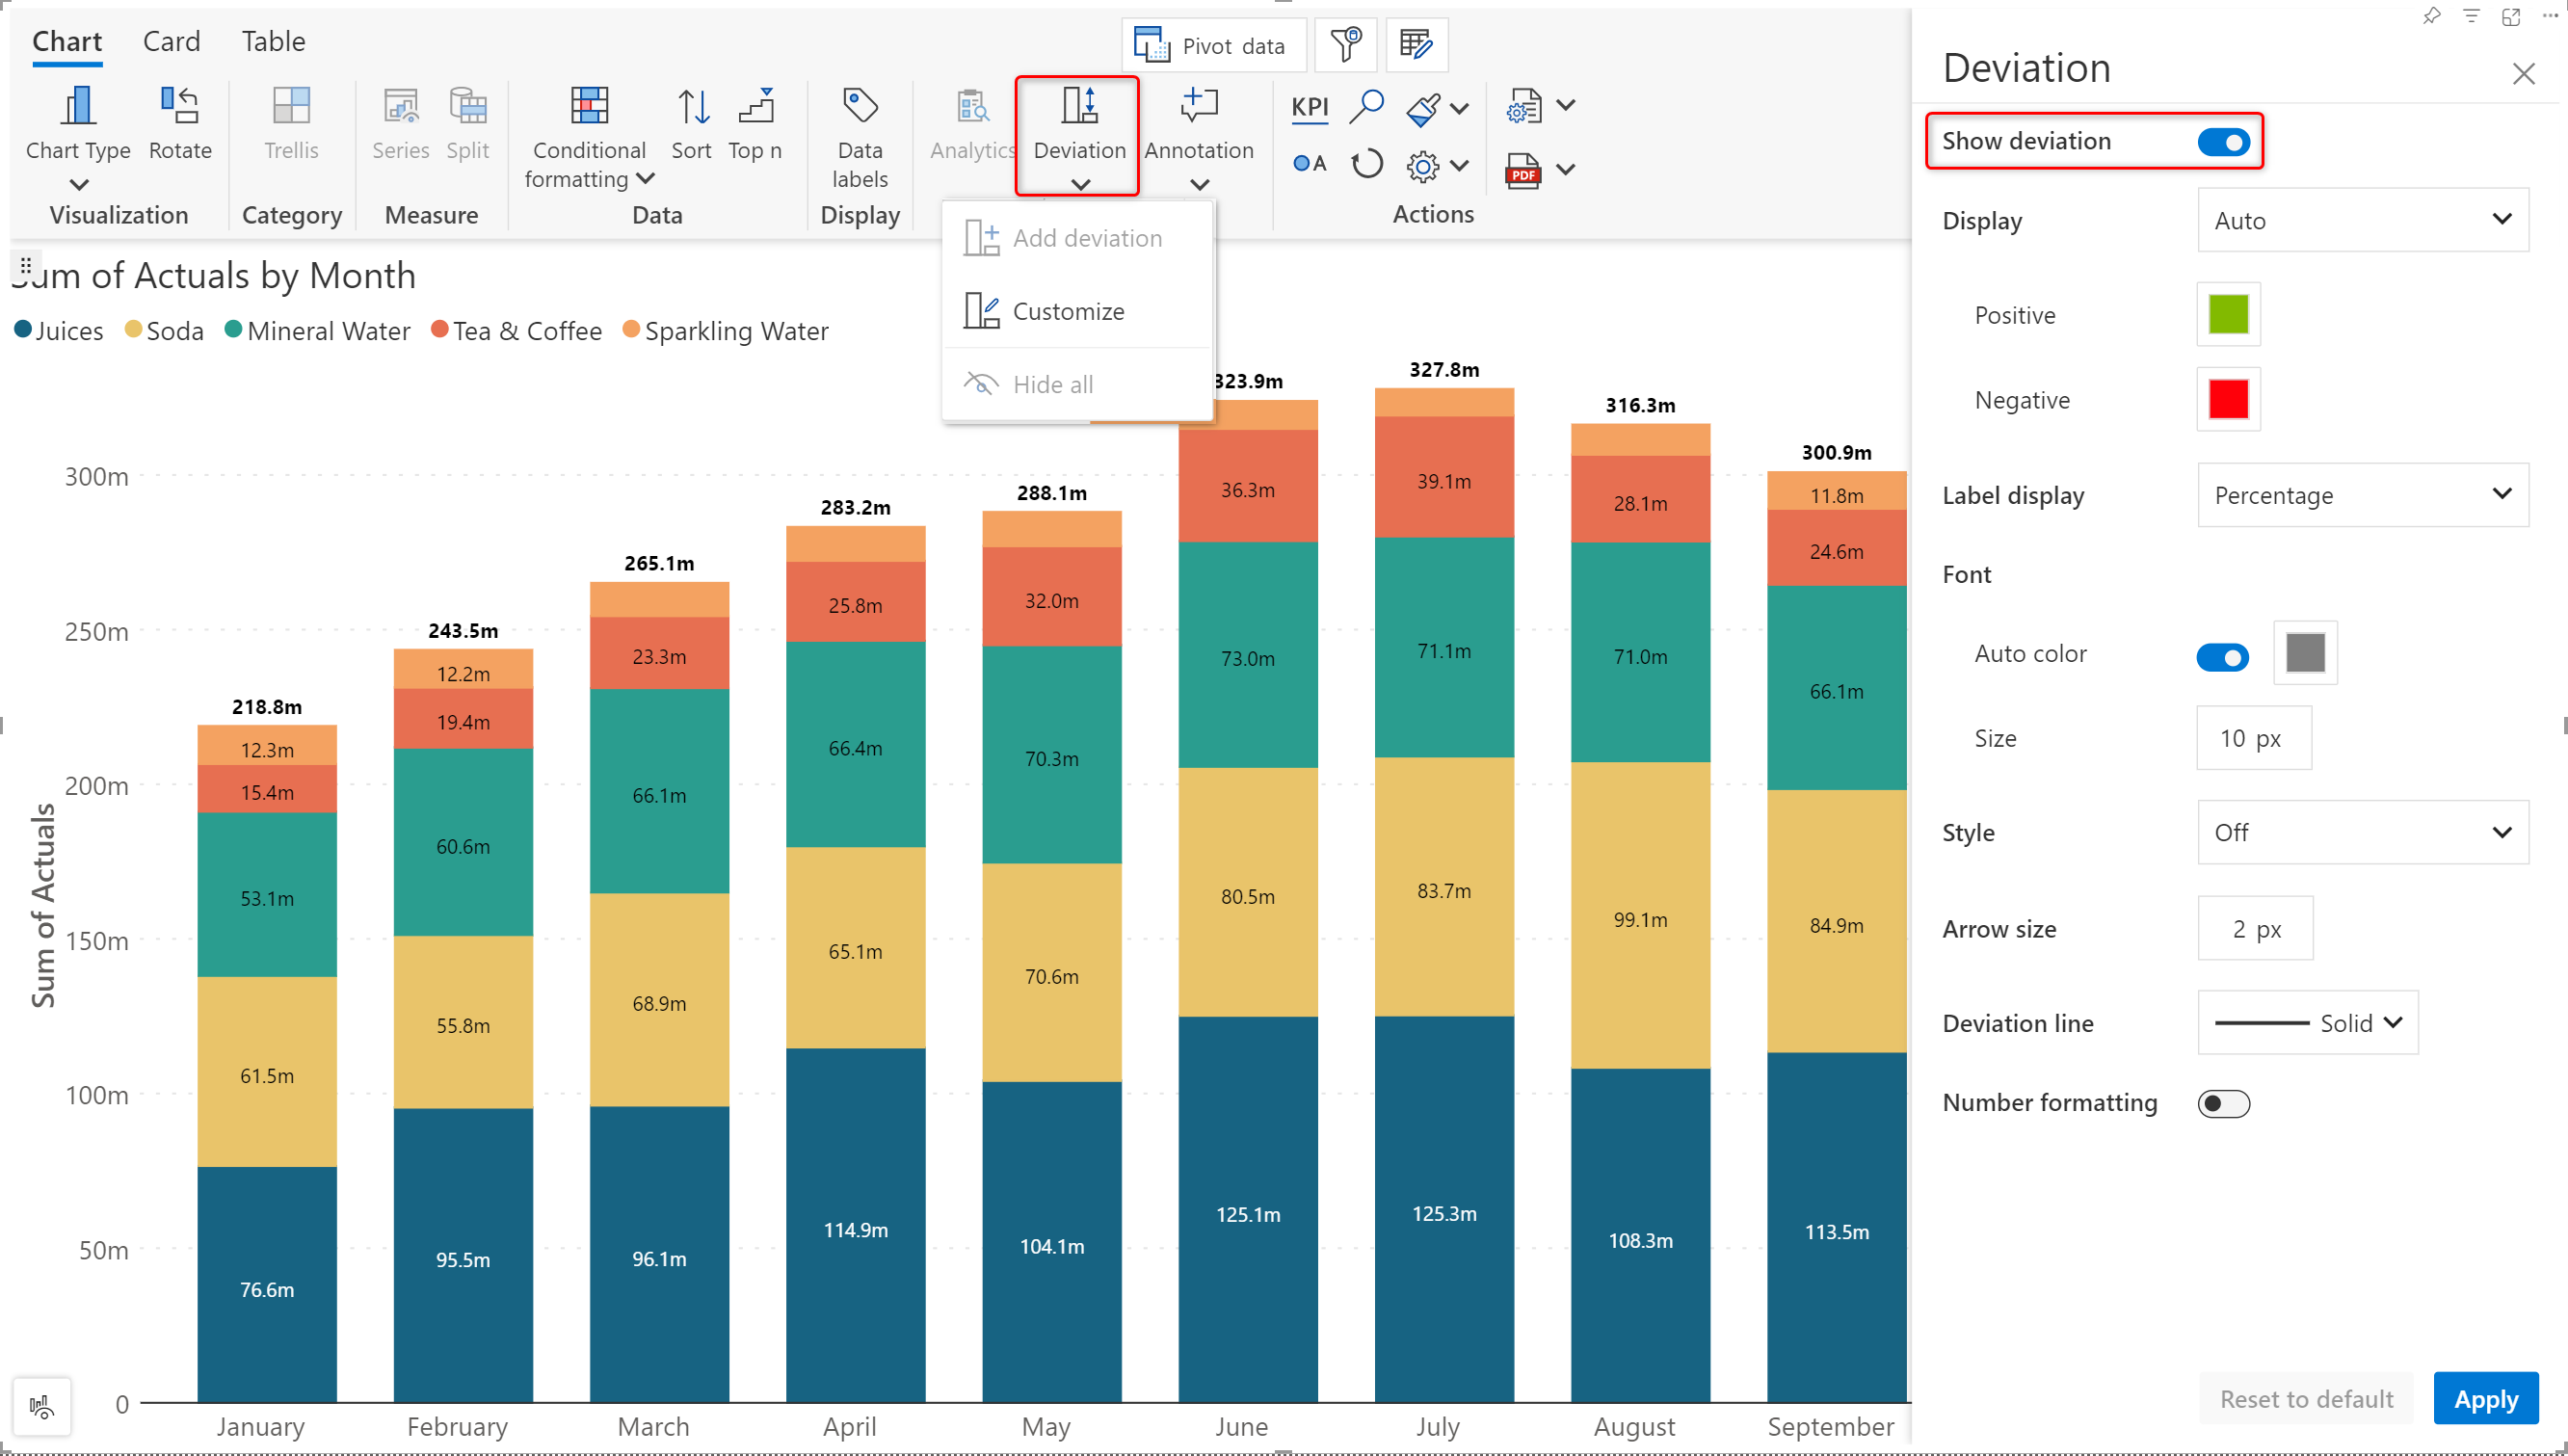 Chart Card Table
Pivot data
Chart Type Rotate
Visualization
Trellis
Category
Series Split
Measure
Conditional formatting Sort Top n
Data
Data labels
Display
Analytics
Deviation
Annotation
KPI
A
PDF
Actions
Add deviation
Customize
Hide all
Sum of Actuals by Month
Juices Soda Mineral Water Tea & Coffee Sparkling Water
Sum of Actuals
300m
250m
200m
150m
100m
50m
0
218.8m
12.3m
15.4m
53.1m
61.5m
76.6m
January
243.5m
12.2m
19.4m
60.6m
55.8m
95.5m
February
265.1m
23.3m
66.1m
68.9m
96.1m
March
283.2m
25.8m
66.4m
65.1m
114.9m
April
288.1m
32.0m
70.3m
70.6m
104.1m
May
323.9m
36.3m
73.0m
80.5m
125.1m
June
327.8m
39.1m
71.1m
83.7m
125.3m
July
316.3m
28.1m
71.0m
99.1m
108.3m
August
300.9m
11.8m
24.6m
66.1m
84.9m
113.5m
September
Deviation
Show deviation
Display Auto
Positive
Negative
Label display Percentage
Font
Auto color
Size 10 px
Style Off
Arrow size 2 px
Deviation line Solid
Number formatting
Reset to default Apply